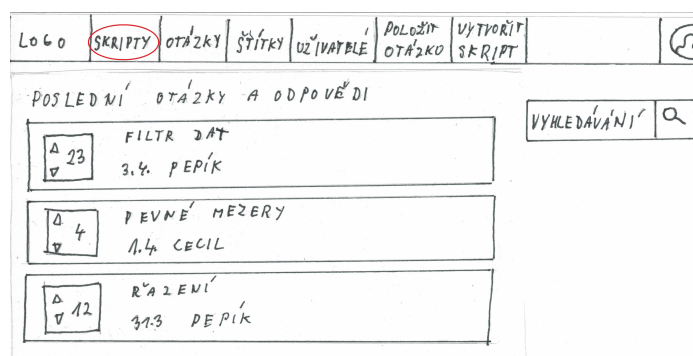 LOGO SKRIPTY OTÁZKY ŠTÍTKY UŽIVATELÉ POLOŽIT OTÁZKO VYTVOŘIT SKRIPT
POSLEDNÍ OTÁZKY A ODPOVĚDI
VYHLEDÁVÁNÍ
FILTR DAT
23
3.4. PEPÍK
PEVNÉ MEZERY
4
1.4. CECIL
ŘAZENÍ
12
31.3 PEPÍK